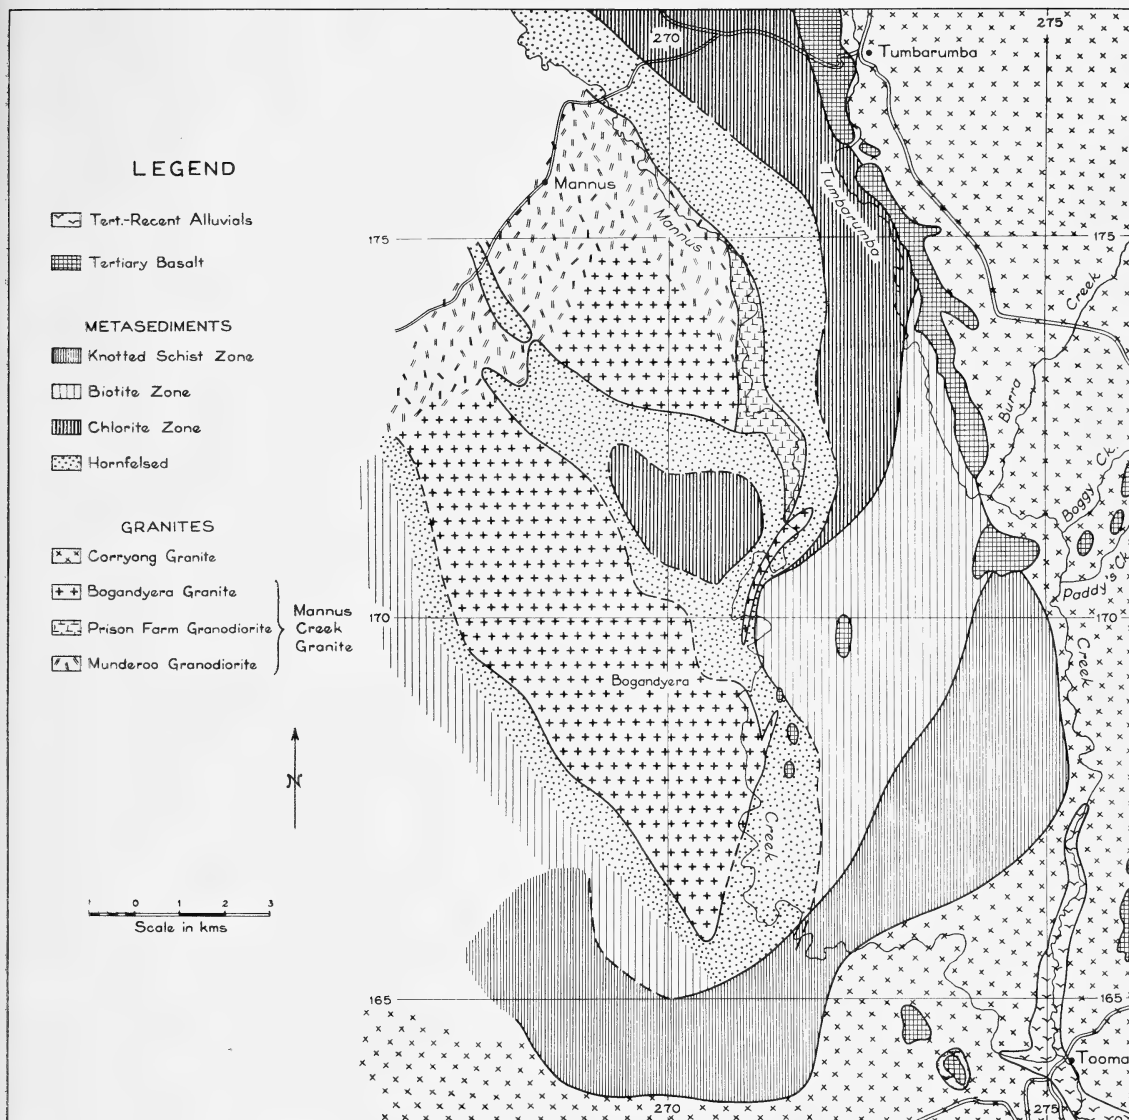 LEGEND
Tert.-Recent Alluvials
Tertiary Basalt
METASEDIMENTS
Knotted Schist Zone
Biotite Zone
Chlorite Zone
Hornfelsed
GRANITES
Corryong Granite
Bogandyera Granite
Prison Farm Granodiorite
Munderoo Granodiorite
Mannus
Creek
Granite
N
1 0 1 2 3
Scale in kms
270
275
Tumbarumba
Mannus
Mannus
Tumbarumba
175
175
Creek
Burra
Boggy Ck
Paddy's Ck
170
170
Creek
Bogandyera
Creek
165
165
Tooma
270
275